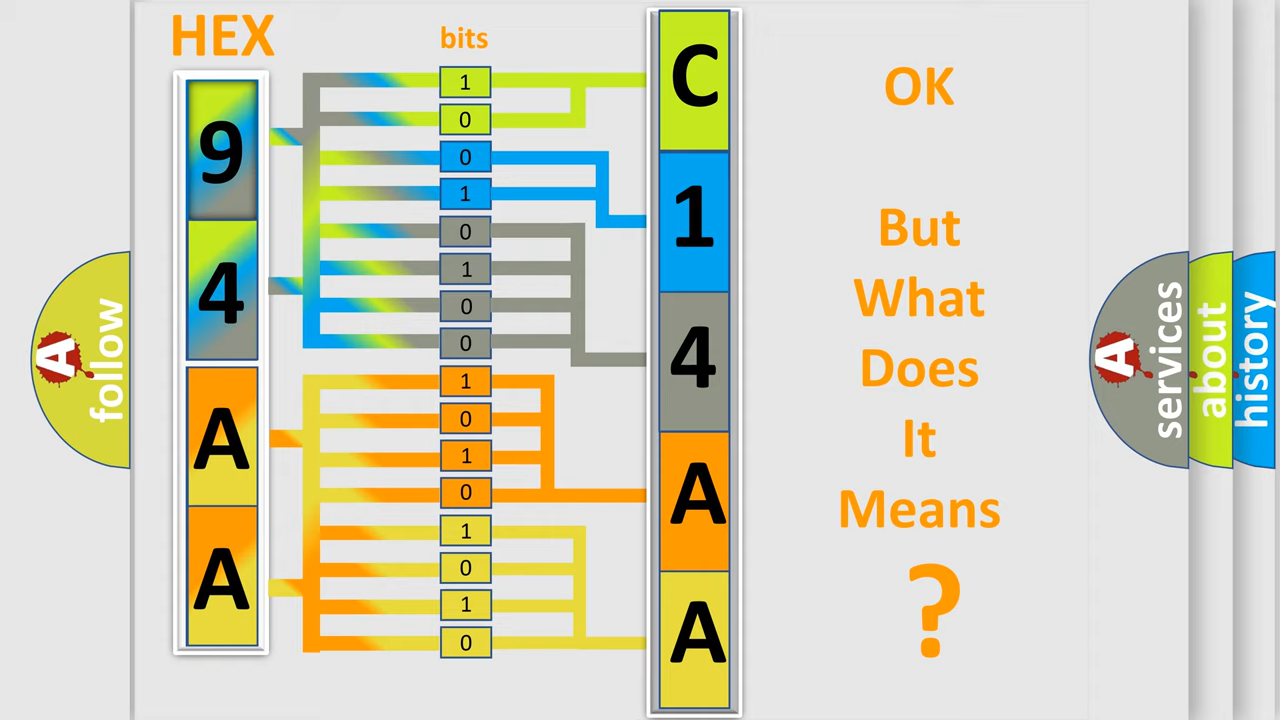 HEX
bits
9
4
A
A
1
0
0
1
0
1
0
0
1
0
1
0
1
0
1
0
C
1
4
A
A
OK
But
What
Does
It
Means
?
A
follow
A
services
about
history